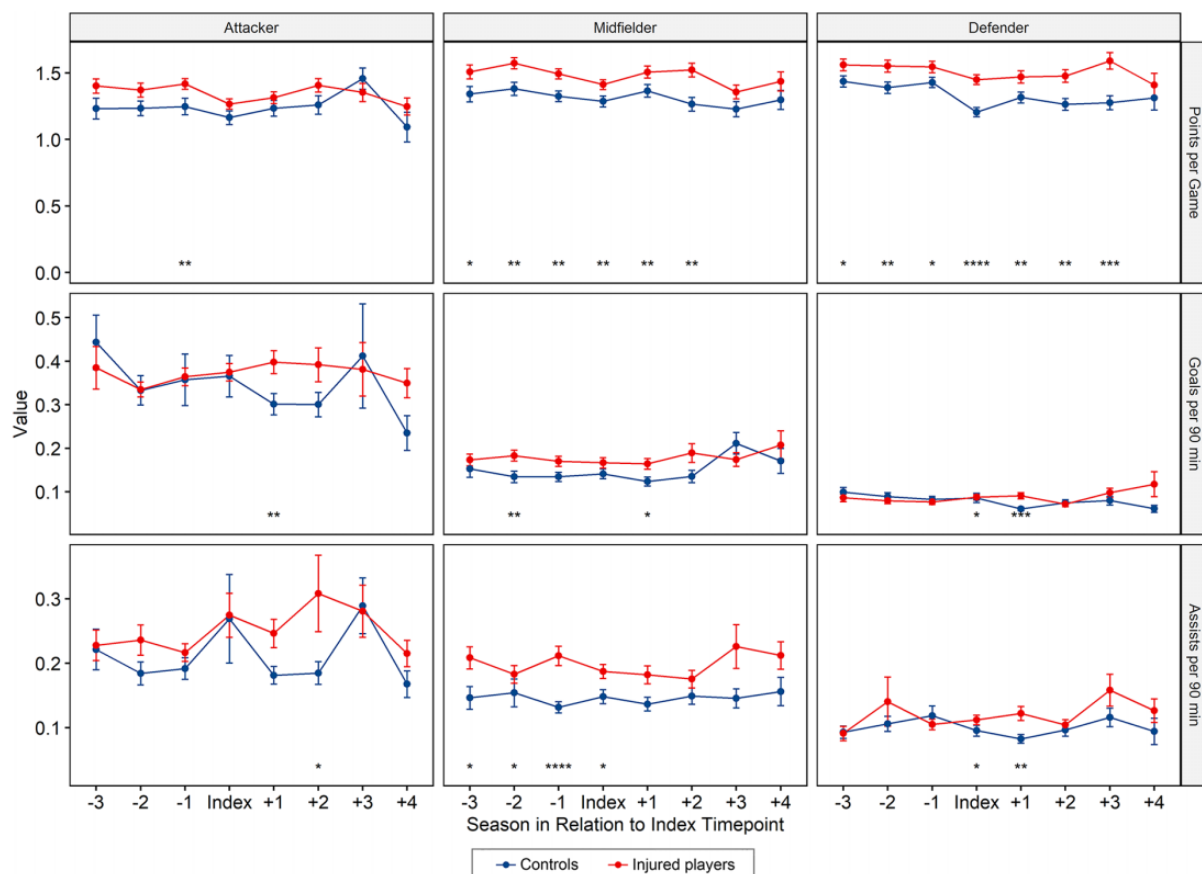 Attacker Midfielder Defender
1.5
1.0
0.5
0.0
** * ** ** ** ** ** * ** * **** ** ** ***
Points per Game
0.5
0.4
0.3
0.2
0.1
** ** * * ***
Goals per 90 min
Value
0.3
0.2
0.1
* * * **** * * **
Assists per 90 min
-3 -2 -1 Index +1 +2 +3 +4 -3 -2 -1 Index +1 +2 +3 +4 -3 -2 -1 Index +1 +2 +3 +4
Season in Relation to Index Timepoint
Controls Injured players